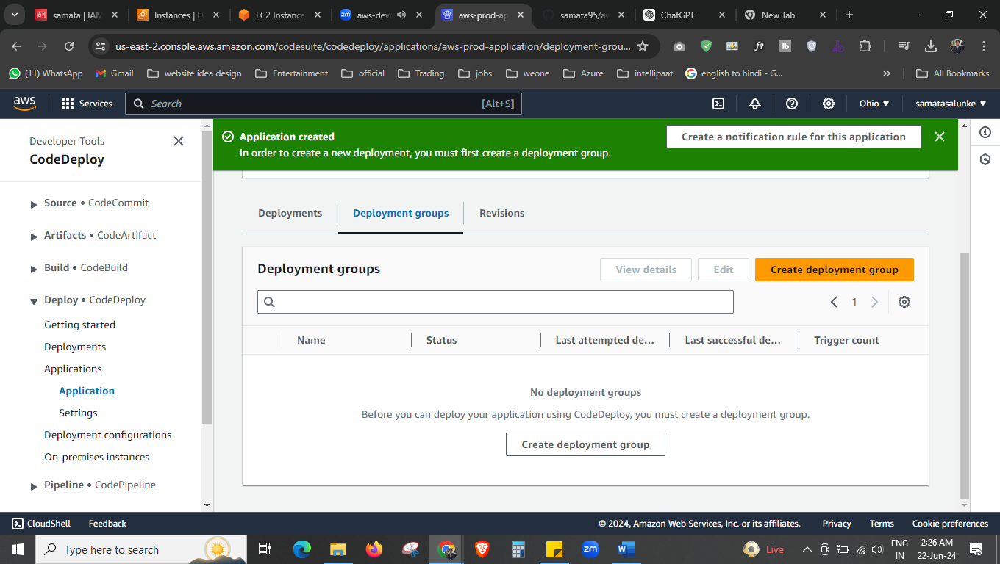 samata | IAM
Instances | E
EC2 Instance
zm aws-dev
aws-prod-ap
samata95/aw
ChatGPT
New Tab
us-east-2.console.aws.amazon.com/codesuite/codedeploy/applications/aws-prod-application/deployment-grou...
f?
tb
(11) WhatsApp
Gmail
website idea design
Entertainment
official
Trading
jobs
weone
Azure
intellipaat
english to hindi - G...
»
All Bookmarks
aws
Services
Search
[Alt+S]
Ohio ▼
samatasalunke ▼
Developer Tools
CodeDeploy
Source • CodeCommit
Artifacts • CodeArtifact
Build • CodeBuild
Deploy • CodeDeploy
Getting started
Deployments
Applications
Application
Settings
Deployment configurations
On-premises instances
Pipeline • CodePipeline
Application created
In order to create a new deployment, you must first create a deployment group.
Create a notification rule for this application
Deployments
Deployment groups
Revisions
Deployment groups
View details
Edit
Create deployment group
1
Name
Status
Last attempted de...
Last successful de...
Trigger count
No deployment groups
Before you can deploy your application using CodeDeploy, you must create a deployment group.
Create deployment group
CloudShell
Feedback
© 2024, Amazon Web Services, Inc. or its affiliates.
Privacy
Terms
Cookie preferences
Type here to search
zm
W
Live
ENG
IN
2:26 AM
22-Jun-24